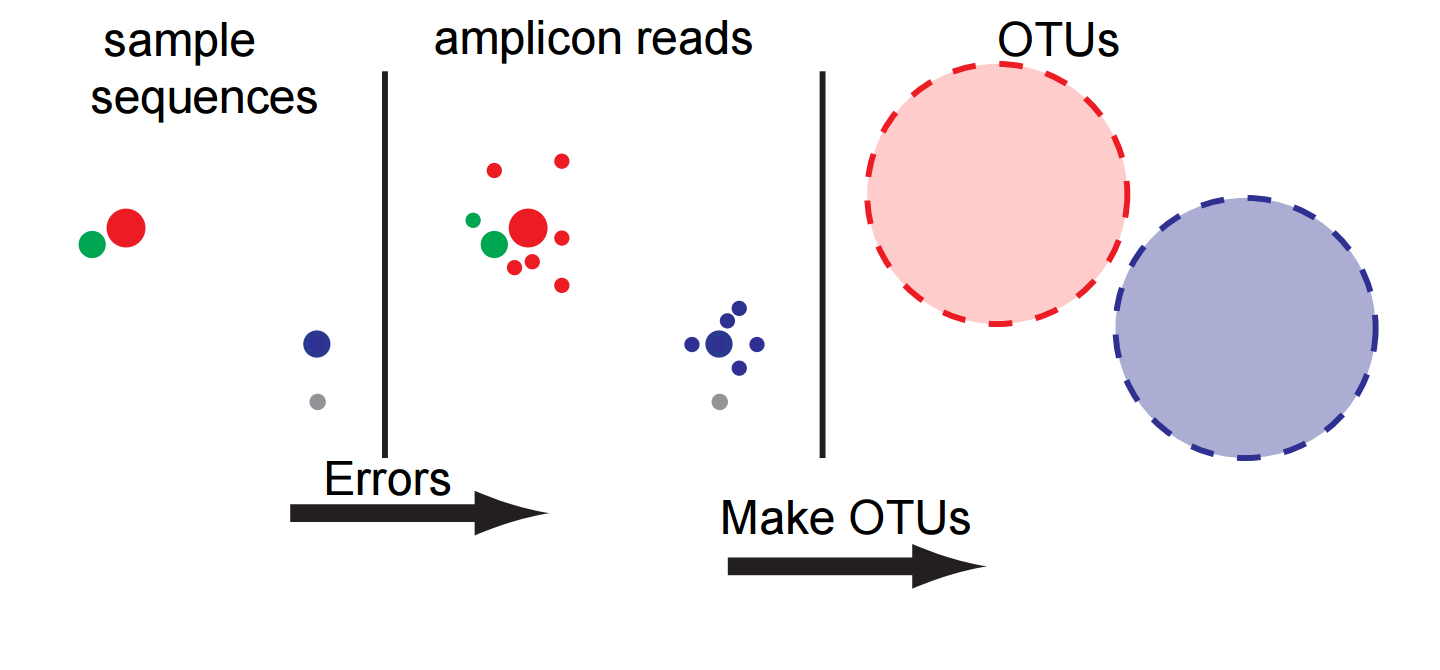 sample
sequences
amplicon reads
OTUs
Errors
Make OTUs